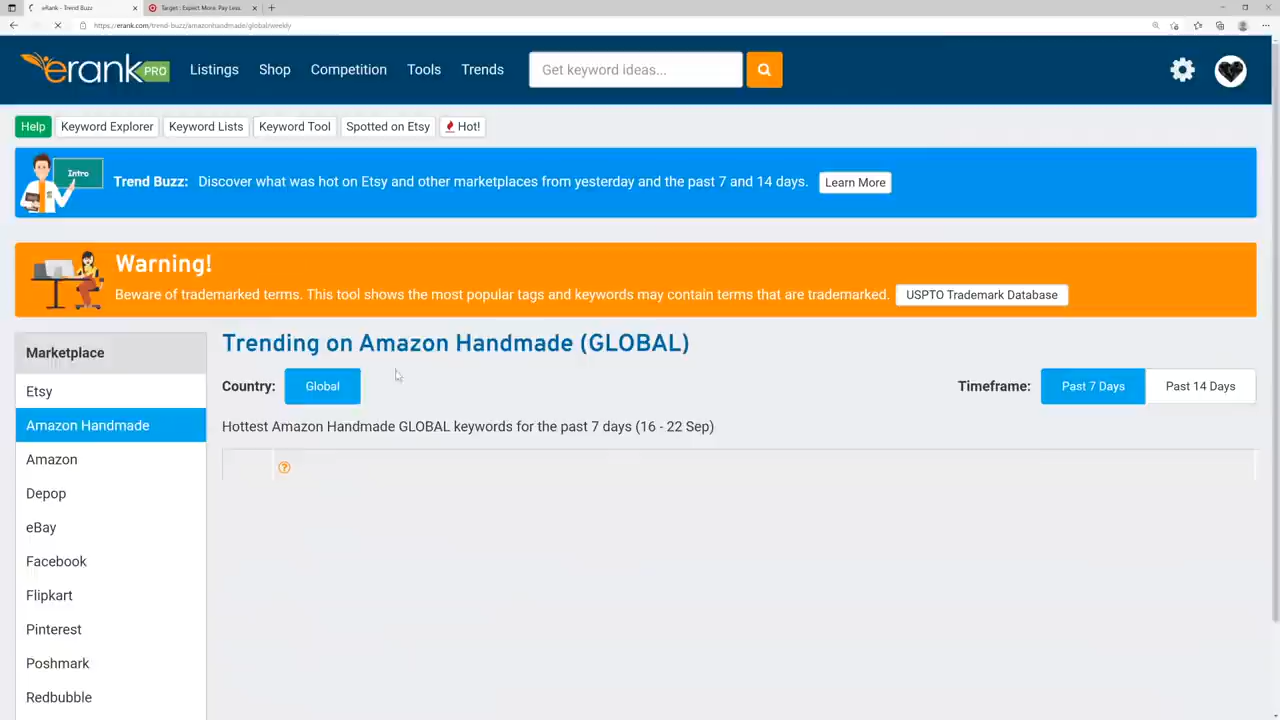 eRank - Trend Buzz
Target : Expect More. Pay Less.
https://erank.com/trend-buzz/amazonhandmade/global/weekly
erank PRO
Listings
Shop
Competition
Tools
Trends
Get keyword ideas...
Help
Keyword Explorer
Keyword Lists
Keyword Tool
Spotted on Etsy
Hot!
Intro
Trend Buzz: Discover what was hot on Etsy and other marketplaces from yesterday and the past 7 and 14 days.
Learn More
Warning!
Beware of trademarked terms. This tool shows the most popular tags and keywords may contain terms that are trademarked.
USPTO Trademark Database
Marketplace
Etsy
Amazon Handmade
Amazon
Depop
eBay
Facebook
Flipkart
Pinterest
Poshmark
Redbubble
Trending on Amazon Handmade (GLOBAL)
Country:
Global
Timeframe:
Past 7 Days
Past 14 Days
Hottest Amazon Handmade GLOBAL keywords for the past 7 days (16 - 22 Sep)
?